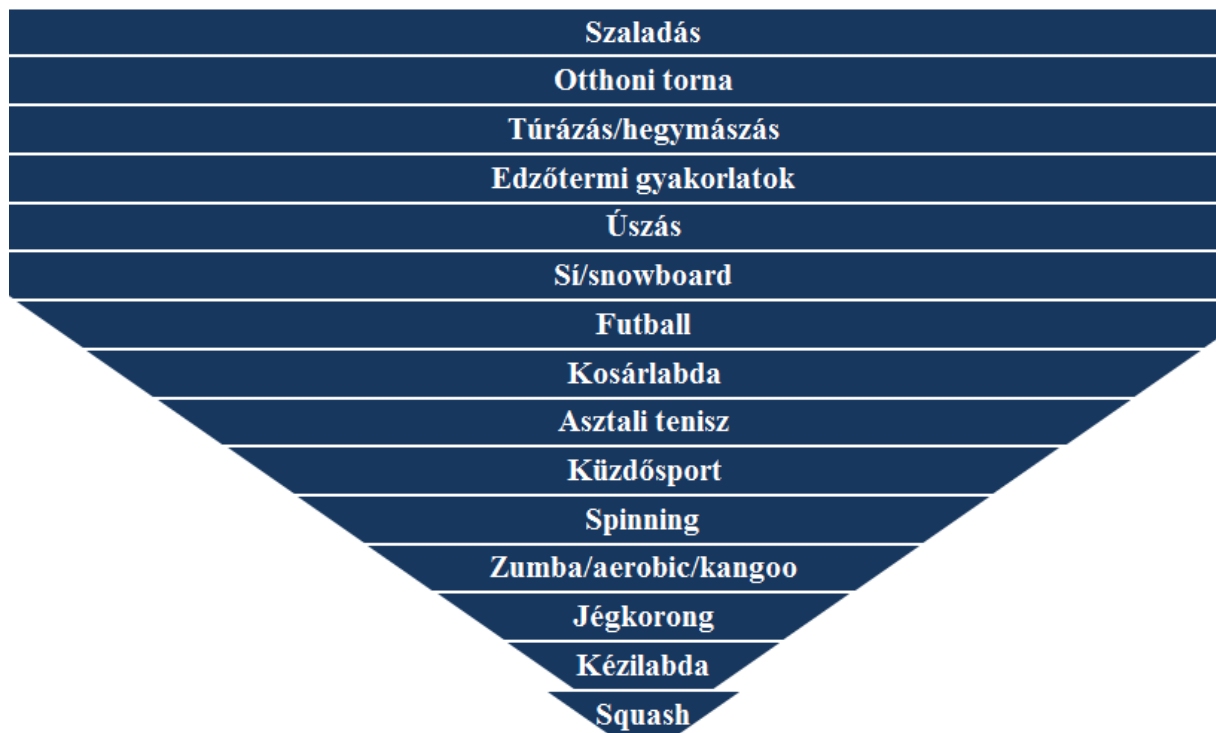 Szaladás
Otthoni torna
Túrázás/hegymászás
Edzőtermi gyakorlatok
Úszás
Sí/snowboard
Futball
Kosárlabda
Asztali tenisz
Küzdősport
Spinning
Zumba/aerobic/kangoo
Jégkorong
Kézilabda
Squash